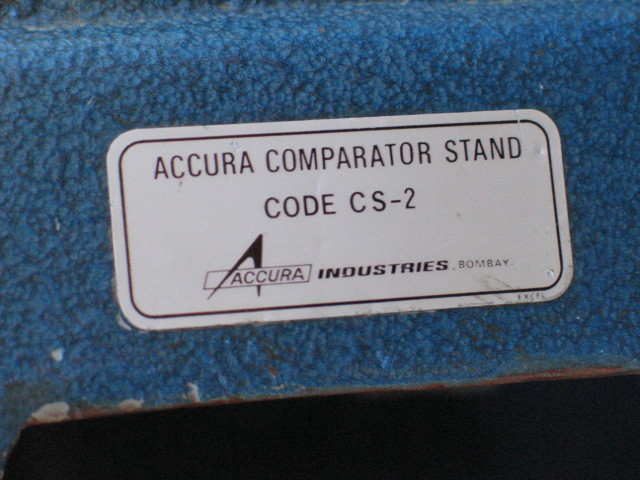 ACCURA COMPARATOR STAND
CODE CS-2
ACCURA INDUSTRIES, BOMBAY.